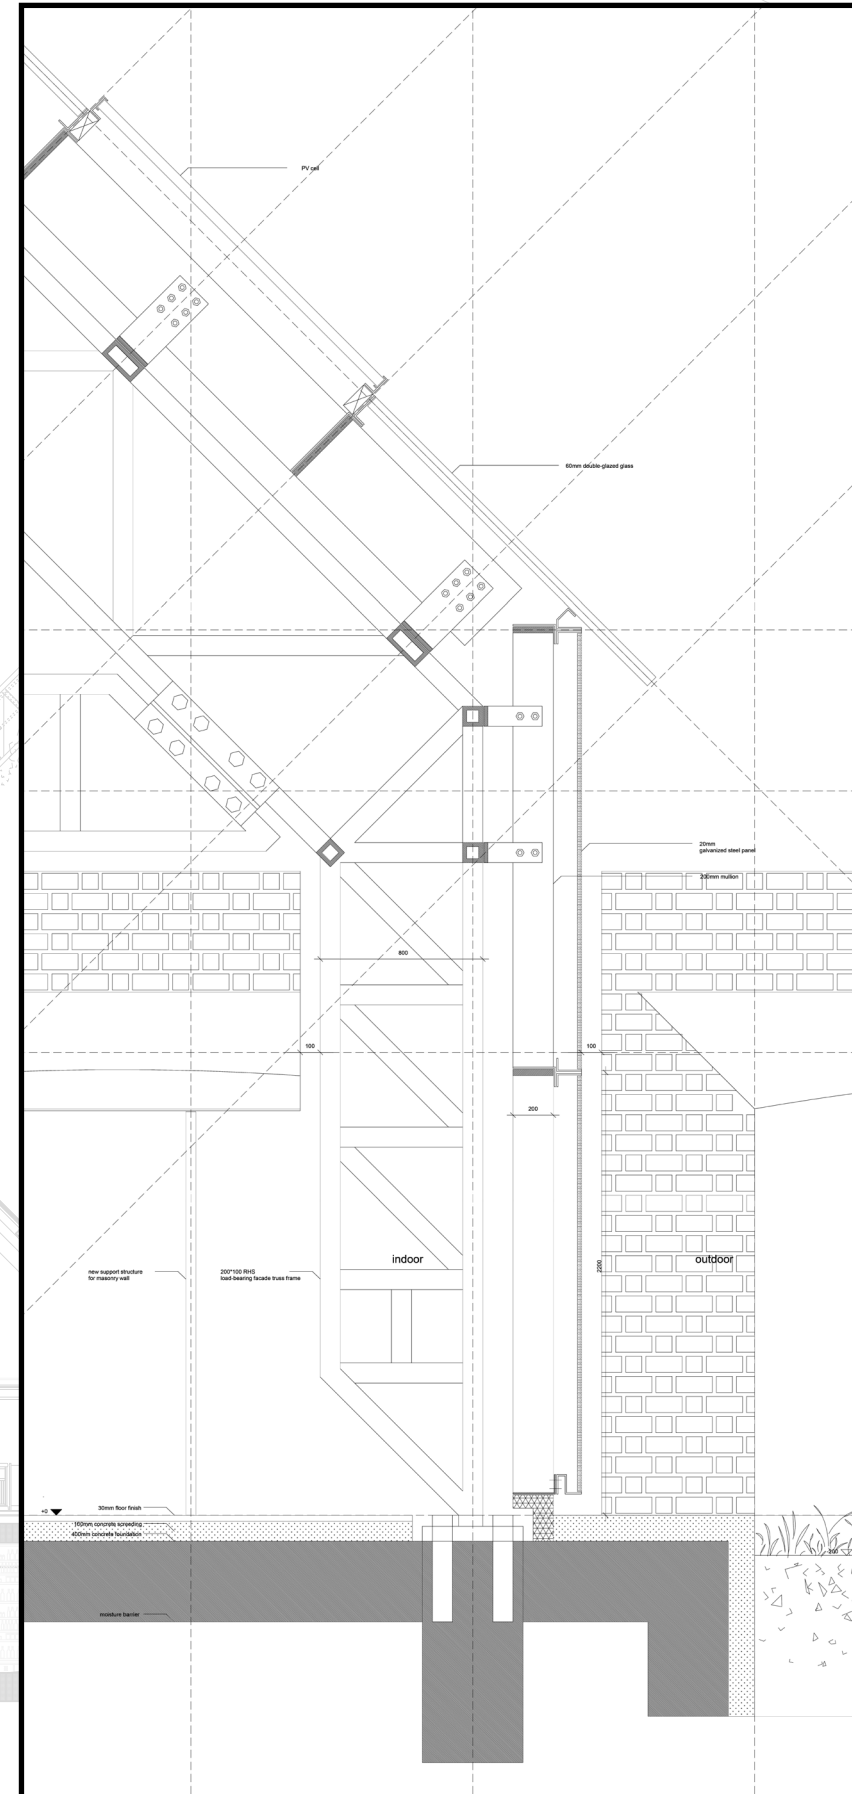 PV cell
60mm double-glazed glass
20mm
galvanized steel panel
200mm mullion
800
100
100
200
indoor
outdoor
2200
new support structure
for masonry wall
200*100 RHS
load-bearing facade truss frame
30mm floor finish
+0
160mm concrete screeding
400mm concrete foundation
-200
moisture barrier